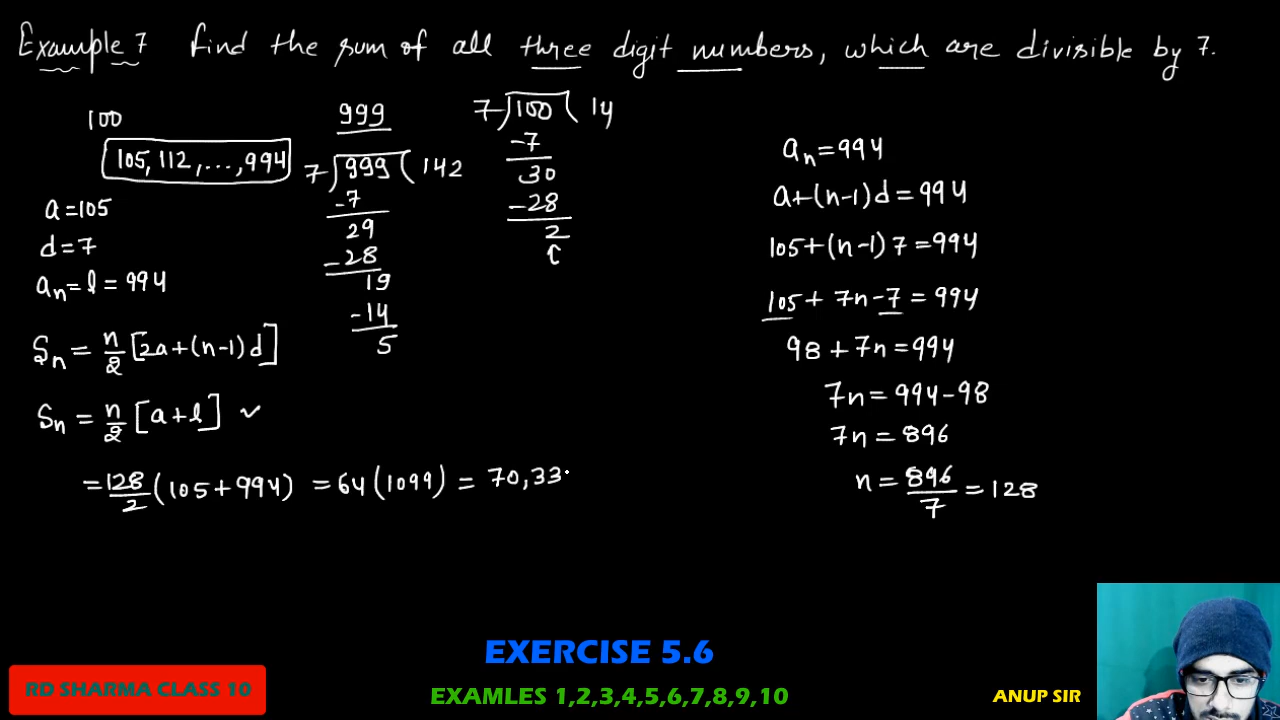 Example 7 Find the sum of all three digit numbers, which are divisible by 7.
100
105, 112, ..., 994
a = 105
d = 7
aₙ = l = 994
Sₙ = n/2 [2a + (n-1) d]
Sₙ = n/2 [a + l] ✓
= 128/2 (105 + 994) = 64 (1099) = 70,33
999
7)999(142
-7
29
-28
19
-14
5
7)100(14
-7
30
-28
2
aₙ = 994
a + (n-1) d = 994
105 + (n-1) 7 = 994
105 + 7n - 7 = 994
98 + 7n = 994
7n = 994 - 98
7n = 896
n = 896/7 = 128
EXERCISE 5.6
RD SHARMA CLASS 10
EXAMLES 1,2,3,4,5,6,7,8,9,10
ANUP SIR